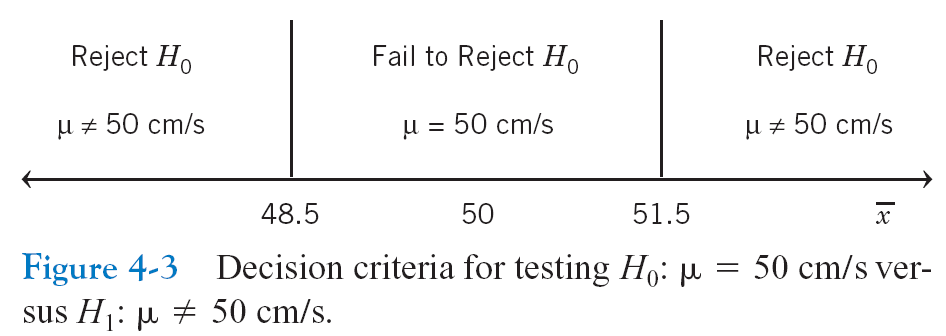 Reject H₀ Fail to Reject H₀ Reject H₀
μ ≠ 50 cm/s μ = 50 cm/s μ ≠ 50 cm/s
48.5 50 51.5 x̅
Figure 4-3 Decision criteria for testing H₀: μ = 50 cm/s ver-
sus H₁: μ ≠ 50 cm/s.